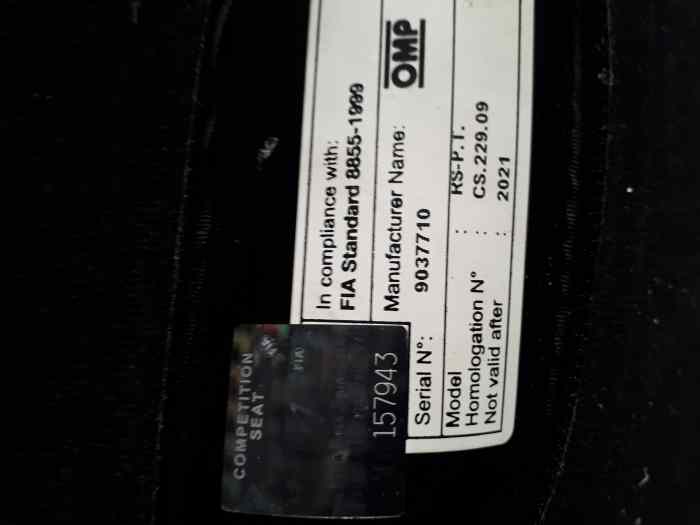 In compliance with:
FIA Standard 8855-1999
Manufacturer Name:
OMP
Serial N°: 9037710
Model : RS-P.T.
Homologation N° : CS.229.09
Not valid after : 2021
COMPETITION
SEAT
FIA
157943